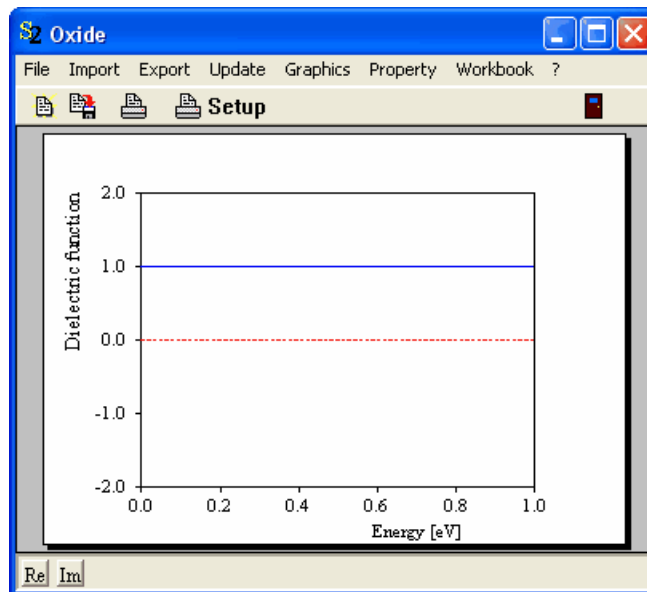 S2 Oxide
File Import Export Update Graphics Property Workbook ?
Setup
Dielectric function
2.0
1.0
0.0
-1.0
-2.0
0.0 0.2 0.4 0.6 0.8 1.0
Energy [eV]
Re Im